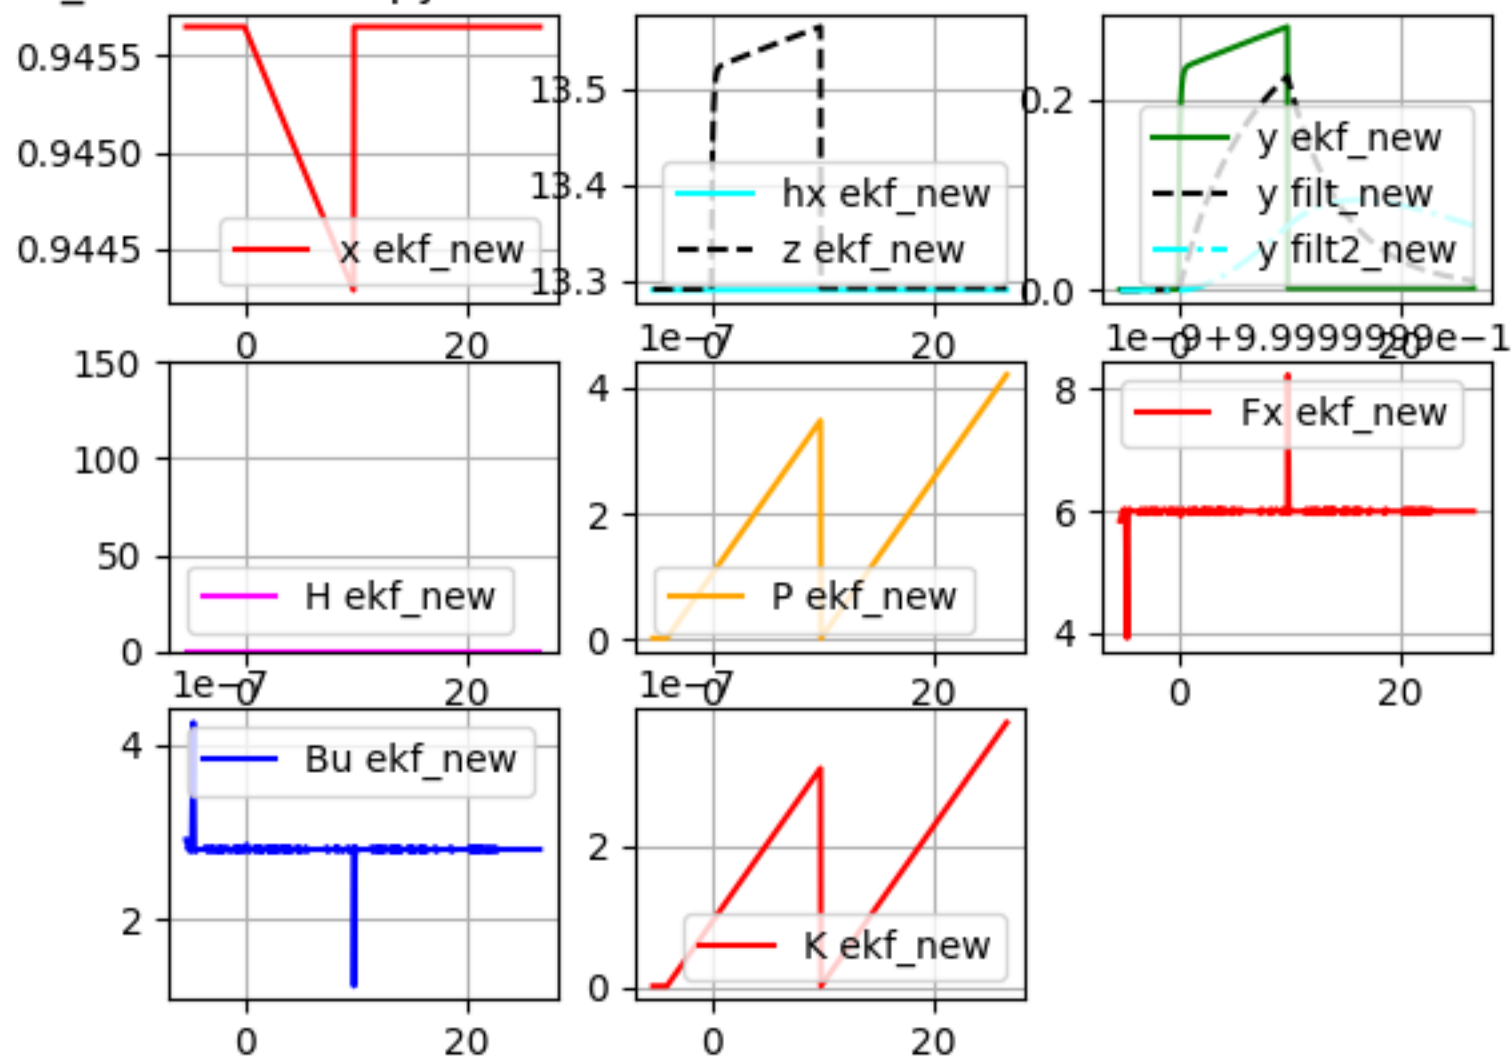 0.9455
0.9450
0.9445
x ekf_new
0
20
13.5
13.4
13.3
hx ekf_new
z ekf_new
0
20
0.2
0.0
y ekf_new
y filt_new
y filt2_new
0
20
150
100
50
0
H ekf_new
0
20
1e−7
4
2
0
P ekf_new
0
20
1e−9+9.9999999e−1
8
6
4
Fx ekf_new
0
20
1e−7
4
2
Bu ekf_new
0
20
1e−7
2
0
K ekf_new
0
20